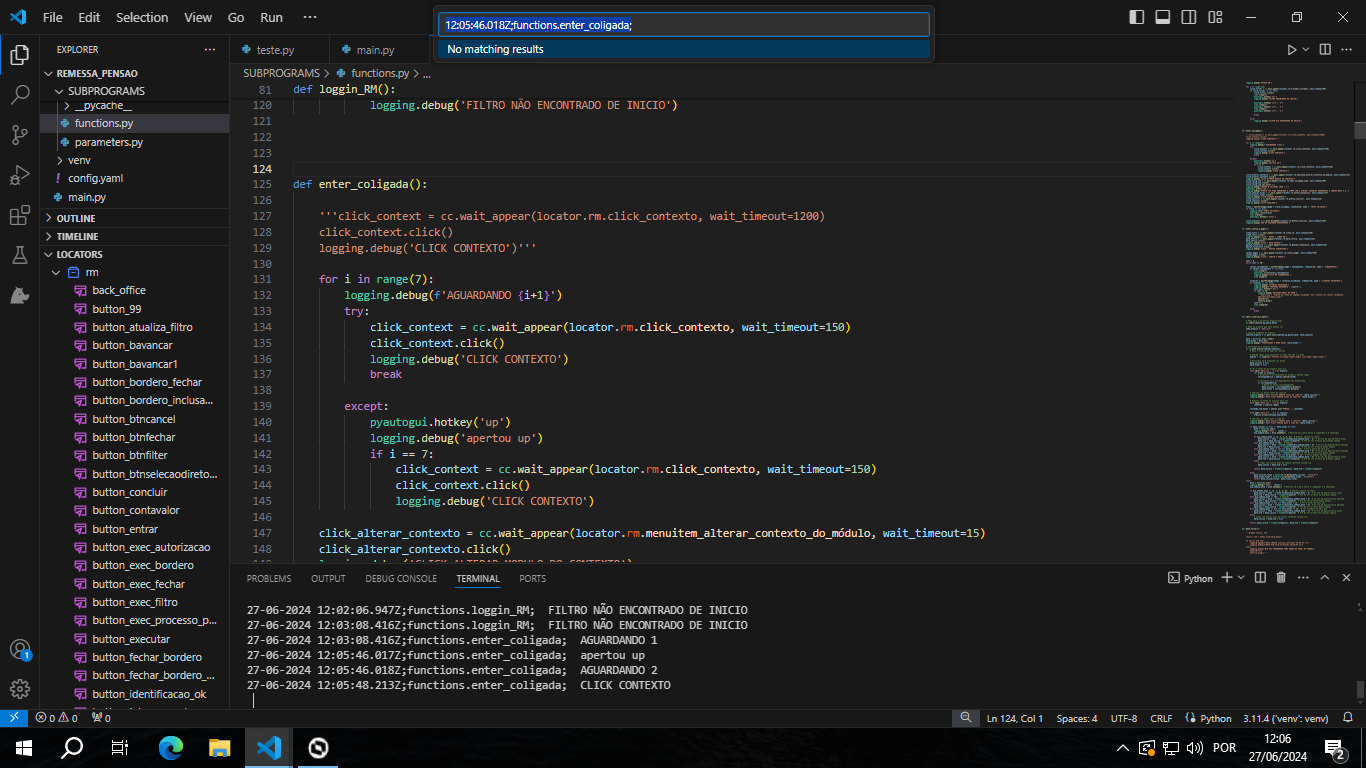 File Edit Selection View Go Run ···
12:05:46.018Z;functions.enter_coligada;
No matching results
EXPLORER ···
REMESSA_PENSAO
SUBPROGRAMS
__pycache__
functions.py
parameters.py
venv
! config.yaml
main.py
OUTLINE
TIMELINE
LOCATORS
rm
back_office
button_99
button_atualiza_filtro
button_bavancar
button_bavancar1
button_bordero_fechar
button_bordero_inclusa...
button_btncancel
button_btnfechar
button_btnfilter
button_btnselecaodireto...
button_concluir
button_contavalor
button_entrar
button_exec_autorizacao
button_exec_bordero
button_exec_fechar
button_exec_filtro
button_exec_processo_p...
button_executar
button_fechar_bordero
button_fechar_bordero_...
button_identificacao_ok
teste.py main.py
SUBPROGRAMS > functions.py > ...
81 def loggin_RM():
120 logging.debug('FILTRO NÃO ENCONTRADO DE INICIO')
121
122
123
124
125 def enter_coligada():
126
127 '''click_context = cc.wait_appear(locator.rm.click_contexto, wait_timeout=1200)
128 click_context.click()
129 logging.debug('CLICK CONTEXTO')'''
130
131 for i in range(7):
132 logging.debug(f'AGUARDANDO {i+1}')
133 try:
134 click_context = cc.wait_appear(locator.rm.click_contexto, wait_timeout=150)
135 click_context.click()
136 logging.debug('CLICK CONTEXTO')
137 break
138
139 except:
140 pyautogui.hotkey('up')
141 logging.debug('apertou up')
142 if i == 7:
143 click_context = cc.wait_appear(locator.rm.click_contexto, wait_timeout=150)
144 click_context.click()
145 logging.debug('CLICK CONTEXTO')
146
147 click_alterar_contexto = cc.wait_appear(locator.rm.menuitem_alterar_contexto_do_módulo, wait_timeout=15)
148 click_alterar_contexto.click()
PROBLEMS OUTPUT DEBUG CONSOLE TERMINAL PORTS
Python
27-06-2024 12:02:06.947Z;functions.loggin_RM; FILTRO NÃO ENCONTRADO DE INICIO
27-06-2024 12:03:08.416Z;functions.loggin_RM; FILTRO NÃO ENCONTRADO DE INICIO
27-06-2024 12:03:08.416Z;functions.enter_coligada; AGUARDANDO 1
27-06-2024 12:05:46.017Z;functions.enter_coligada; apertou up
27-06-2024 12:05:46.018Z;functions.enter_coligada; AGUARDANDO 2
27-06-2024 12:05:48.213Z;functions.enter_coligada; CLICK CONTEXTO
1
0 0 0
Ln 124, Col 1 Spaces: 4 UTF-8 CRLF Python 3.11.4 ('venv': venv)
POR
12:06
27/06/2024
2